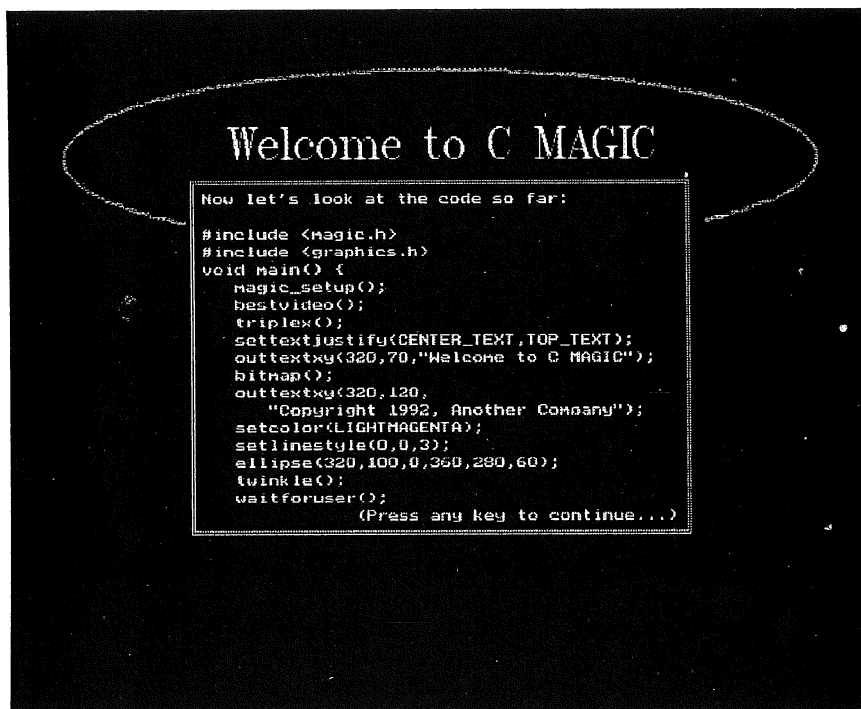 Welcome to C MAGIC
Now let's look at the code so far:
#include <magic.h>
#include <graphics.h>
void main() {
magic_setup();
bestvideo();
triplex();
settextjustify(CENTER_TEXT,TOP_TEXT);
outtextxy(320,70,"Welcome to C MAGIC");
bitmap();
outtextxy(320,120,
"Copyright 1992, Another Company");
setcolor(LIGHTMAGENTA);
setlinestyle(0,0,3);
ellipse(320,100,0,360,280,60);
twinkle();
waitforuser();
(Press any key to continue...)